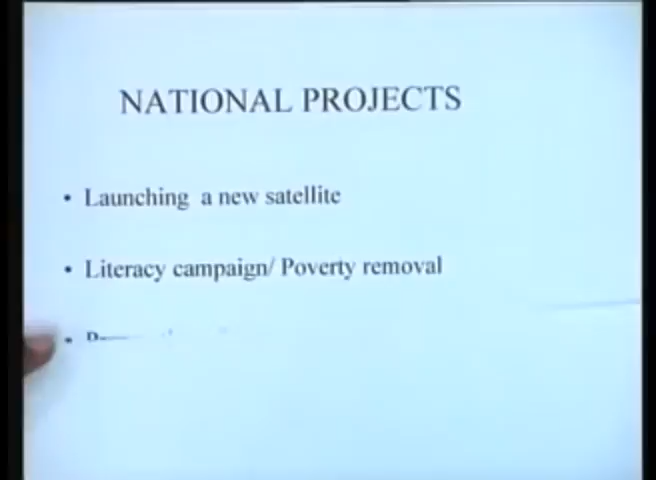 NATIONAL PROJECTS
• Launching a new satellite
• Literacy campaign/ Poverty removal